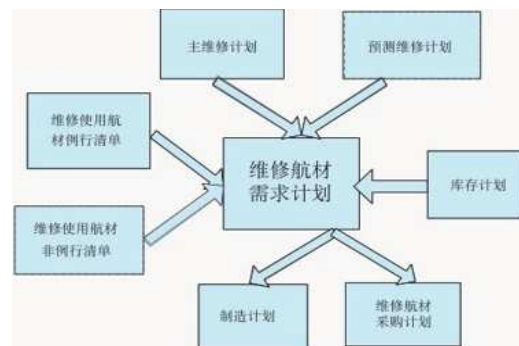 主维修计划
预测维修计划
维修使用航
材例行清单
维修航材
需求计划
库存计划
维修使用航材
非例行清单
制造计划
维修航材
采购计划